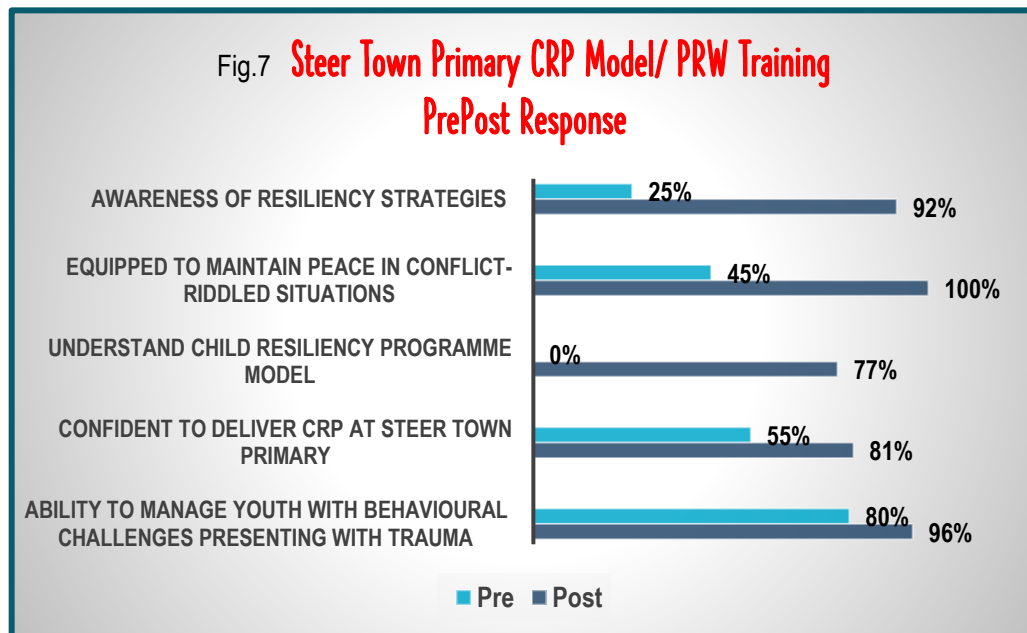 Fig.7 Steer Town Primary CRP Model/ PRW Training
PrePost Response
AWARENESS OF RESILIENCY STRATEGIES
25%
92%
EQUIPPED TO MAINTAIN PEACE IN CONFLICT-
RIDDLED SITUATIONS
45%
100%
UNDERSTAND CHILD RESILIENCY PROGRAMME
MODEL
0%
77%
CONFIDENT TO DELIVER CRP AT STEER TOWN
PRIMARY
55%
81%
ABILITY TO MANAGE YOUTH WITH BEHAVIOURAL
CHALLENGES PRESENTING WITH TRAUMA
80%
96%
Pre Post